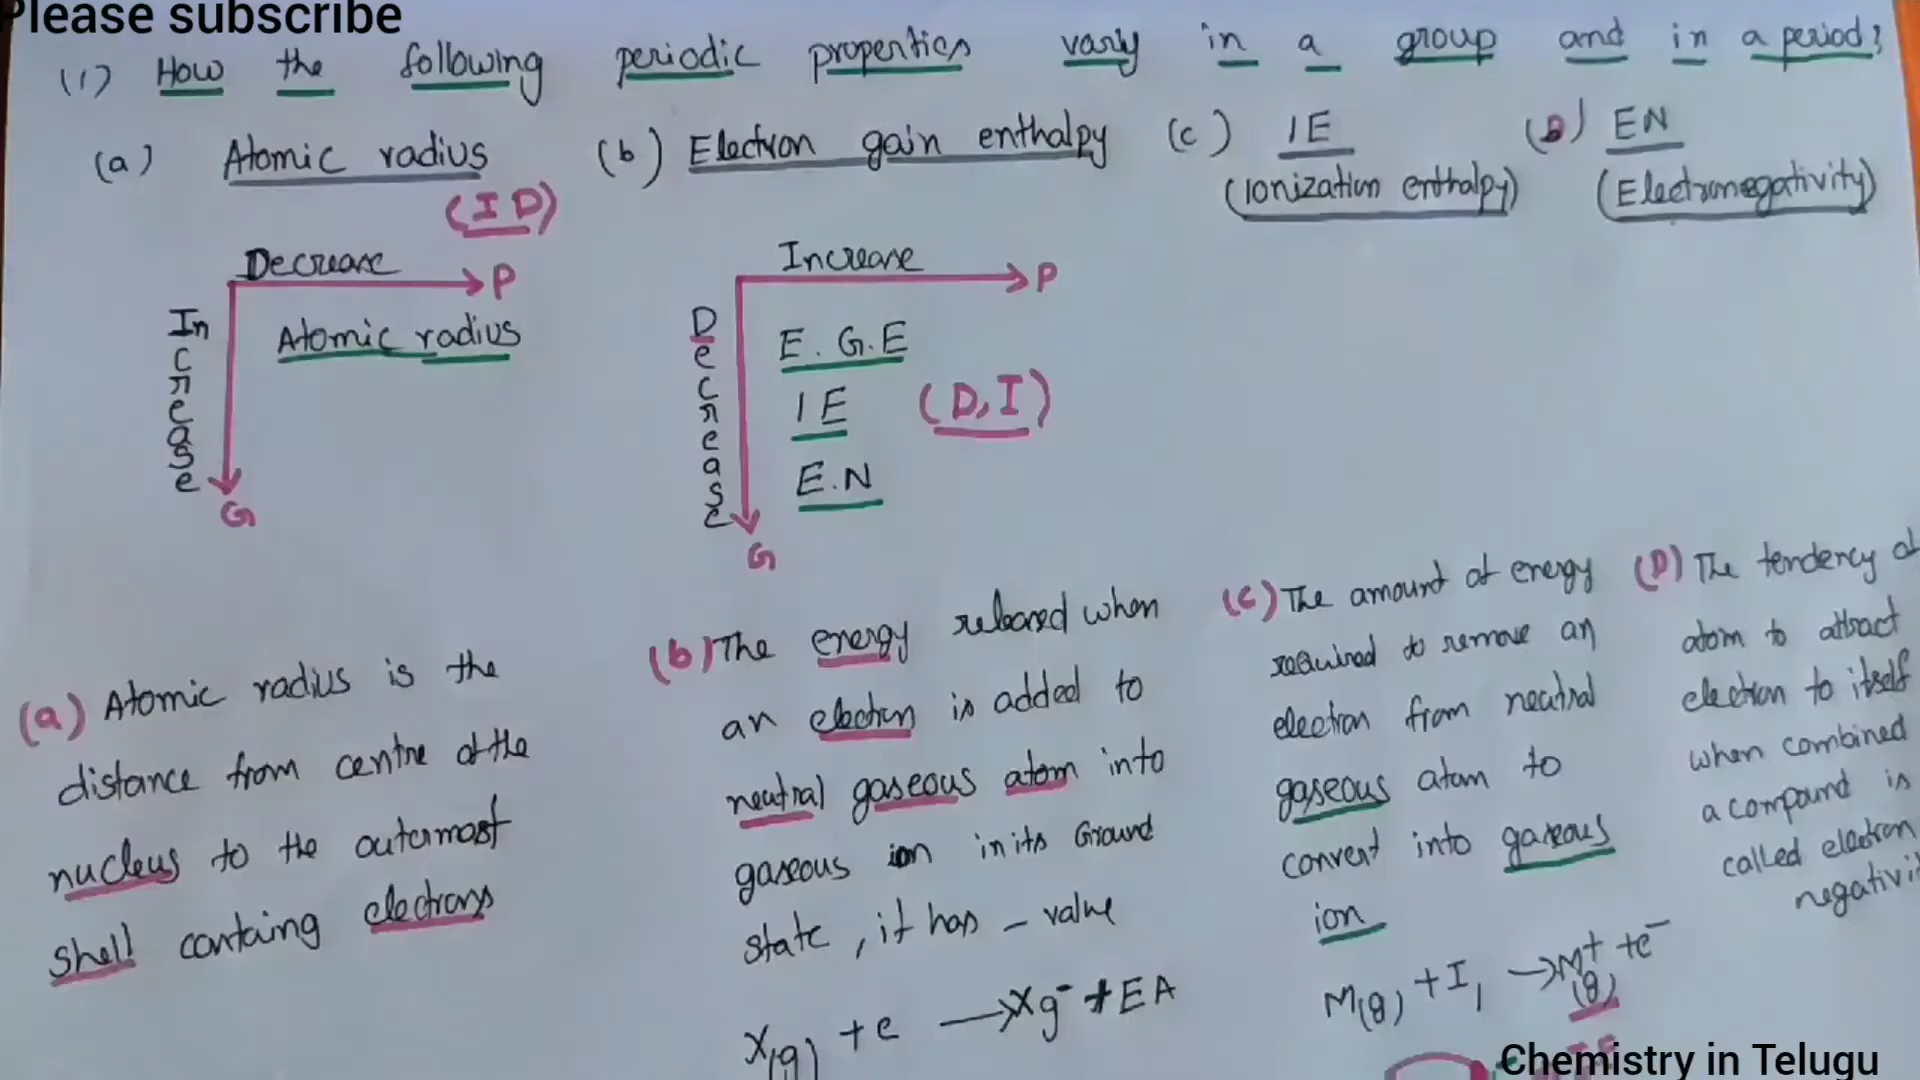 Please subscribe
(1) How the following periodic properties vary in a group and in a period?
(a) Atomic radius (b) Electron gain enthalpy (c) IE (D) EN
(Ionization enthalpy) (Electronegativity)
(I D)
Decrease P
Increase
Atomic radius
G
Increase P
Decrease
E.G.E
IE (D,I)
E.N
G
(a) Atomic radius is the
distance from centre of the
nucleus to the outermost
shell containg electrons
(b) The energy released when
an electron is added to
neutral gaseous atom into
gaseous ion in its Ground
state, it has - value
X(g) + e → Xg⁻ + EA
(c) The amount of energy
required to remove an
electron from neutral
gaseous atom to
convert into gaseous
ion
M(g) + I₁ → M⁺(g) + e⁻
(D) The tendency of
atom to attract
electron to itself
when combined
a compound is
called electron
negativi
Chemistry in Telugu